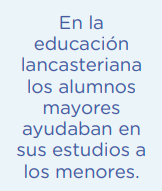 En la
educación
lancasteriana
los alumnos
mayores
ayudaban en
sus estudios a
los menores.